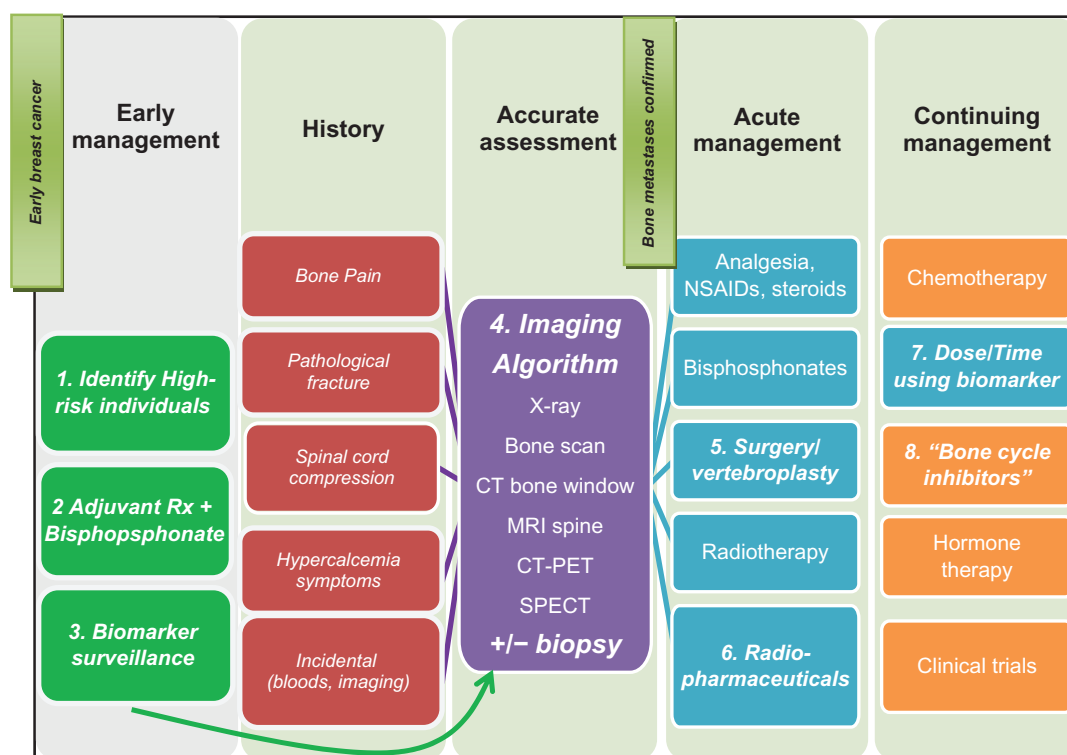 Early breast cancer
Early
management
1. Identify High-
risk individuals
2 Adjuvant Rx +
Bisphopsphonate
3. Biomarker
surveillance
History
Bone Pain
Pathological
fracture
Spinal cord
compression
Hypercalcemia
symptoms
Incidental
(bloods, imaging)
Accurate
assessment
4. Imaging
Algorithm
X-ray
Bone scan
CT bone window
MRI spine
CT-PET
SPECT
+/− biopsy
Bone metastases confirmed
Acute
management
Analgesia,
NSAIDs, steroids
Bisphosphonates
5. Surgery/
vertebroplasty
Radiotherapy
6. Radio-
pharmaceuticals
Continuing
management
Chemotherapy
7. Dose/Time
using biomarker
8. “Bone cycle
inhibitors”
Hormone
therapy
Clinical trials